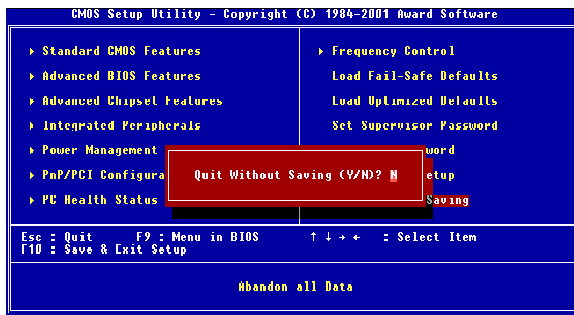 CMOS Setup Utility - Copyright (C) 1984-2001 Award Software
Standard CMOS Features
Advanced BIOS Features
Advanced Chipset Features
Integrated Peripherals
Power Management
PnP/PCI Configura
PC Health Status
Frequency Control
Load Fail-Safe Defaults
Load Optimized Defaults
Set Supervisor Password
word
etup
Saving
Quit Without Saving (Y/N)? N
Esc : Quit F9 : Menu in BIOS ↑ ↓ → ← : Select Item
F10 : Save & Exit Setup
Abandon all Data